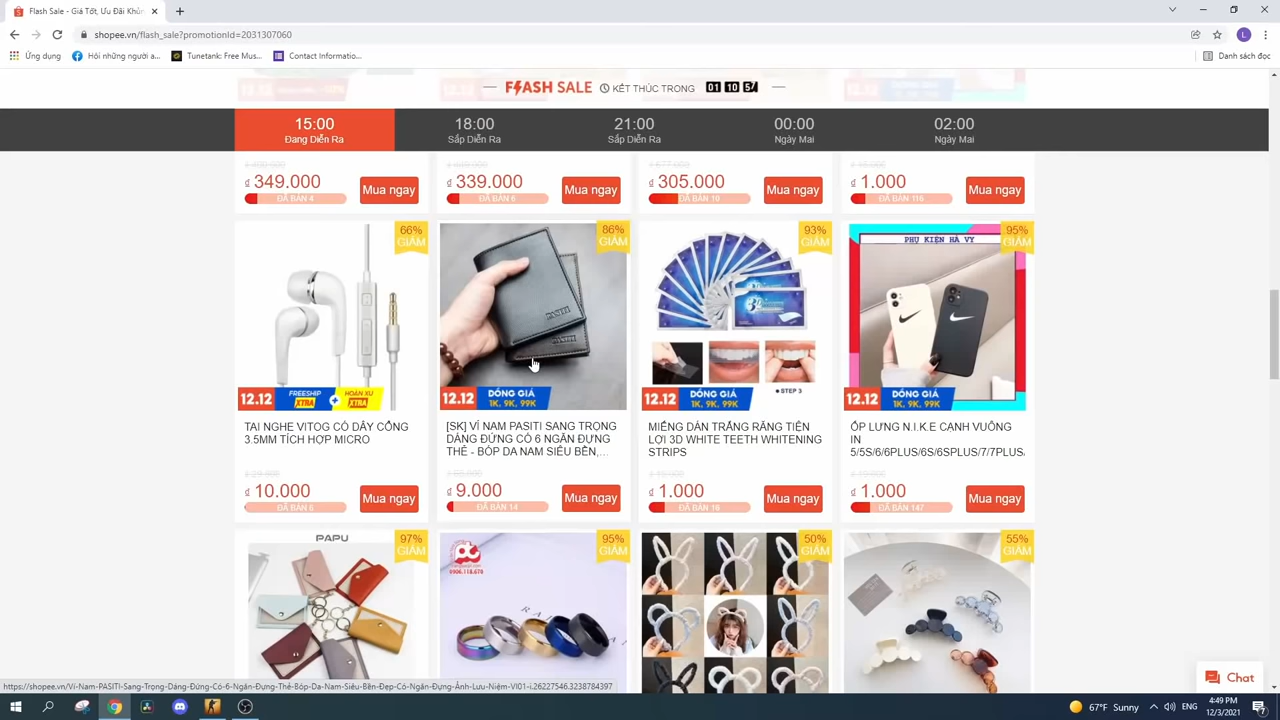 Flash Sale - Giá Tốt, Ưu Đãi Khủn
shopee.vn/flash_sale?promotionId=2031307060
Ứng dụng
Hỏi những người a...
Tunetank: Free Mus...
Contact Informatio...
Danh sách đọc
FLASH SALE KẾT THÚC TRONG 01 10 57
15:00
Đang Diễn Ra
18:00
Sắp Diễn Ra
21:00
Sắp Diễn Ra
00:00
Ngày Mai
02:00
Ngày Mai
₫ 349.000
ĐÃ BÁN 4
Mua ngay
₫ 339.000
ĐÃ BÁN 6
Mua ngay
₫ 305.000
ĐÃ BÁN 10
Mua ngay
₫ 1.000
ĐÃ BÁN 116
Mua ngay
66%
GIẢM
12.12 FREESHIP XTRA + HOÀN XU XTRA
TAI NGHE VITOG CÓ DÂY CỔNG
3.5MM TÍCH HỢP MICRO
₫ 10.000
ĐÃ BÁN 6
Mua ngay
86%
GIẢM
PASITI
12.12 ĐỒNG GIÁ
1K, 9K, 99K
[SK] VÍ NAM PASITI SANG TRỌNG
DÁNG ĐỨNG CÓ 6 NGĂN ĐỰNG
THẺ - BÓP DA NAM SIÊU BỀN,...
₫ 9.000
ĐÃ BÁN 14
Mua ngay
93%
GIẢM
STEP 3
12.12 ĐỒNG GIÁ
1K, 9K, 99K
MIẾNG DÁN TRẮNG RĂNG TIỆN
LỢI 3D WHITE TEETH WHITENING
STRIPS
₫ 1.000
ĐÃ BÁN 16
Mua ngay
95%
GIẢM
PHỤ KIỆN HÀ VY
12.12 ĐỒNG GIÁ
1K, 9K, 99K
ỐP LƯNG N.I.K.E CẠNH VUÔNG
IN
5/5S/6/6PLUS/6S/6SPLUS/7/7PLUS/
₫ 1.000
ĐÃ BÁN 147
Mua ngay
PAPU
97%
GIẢM
0906.118.678
95%
GIẢM
50%
GIẢM
55%
GIẢM
Chat
https://shopee.vn/Ví-Nam-PASITI-Sang-Trọng-Dáng-Đứng-Có-6-Ngăn-Đựng-Thẻ-Bóp-Da-Nam-Siêu-Bền-Đẹp-Có-Ngăn-Đựng-Ảnh-Lưu-Niệm-VI01-i.26227546.3238784397
67°F Sunny
ENG
4:49 PM
12/3/2021